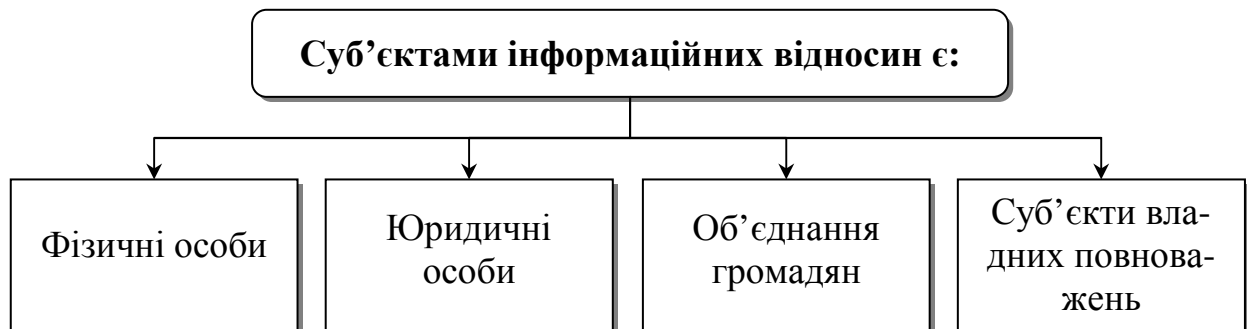 Суб’єктами інформаційних відносин є:
Фізичні особи
Юридичні
особи
Об’єднання
громадян
Суб’єкти вла-
дних повнова-
жень